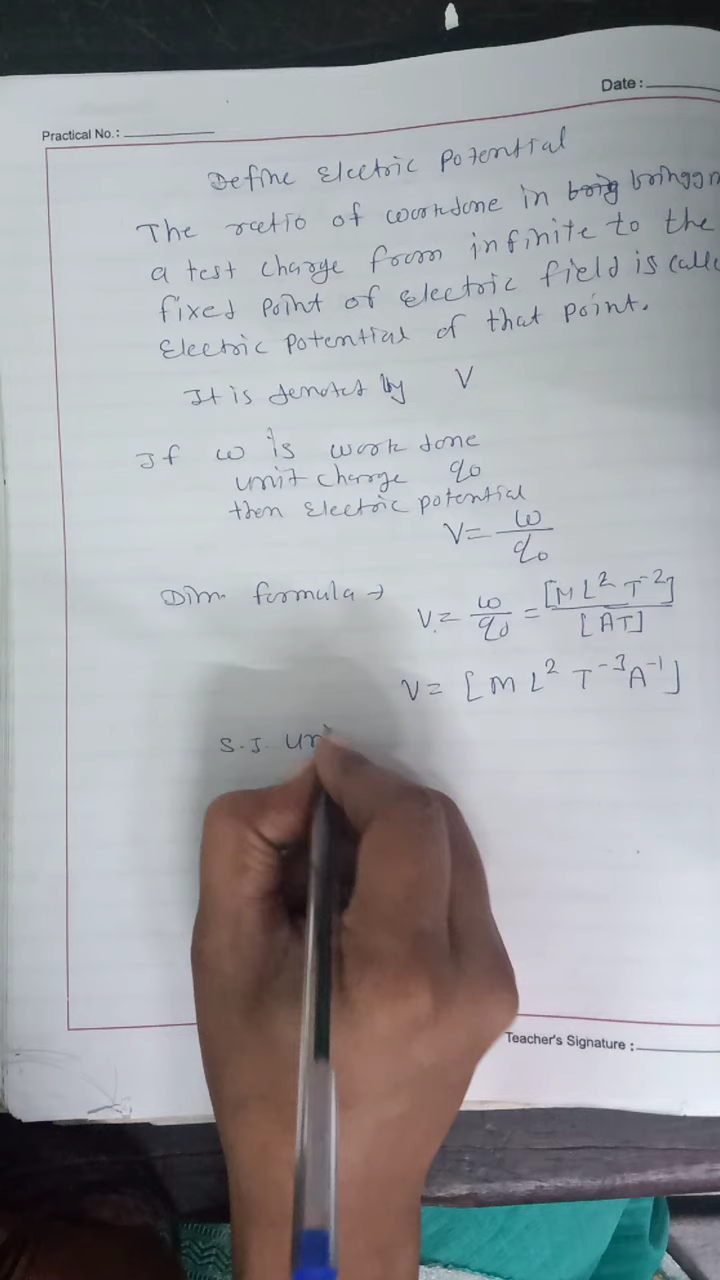 Date :
Practical No. :
Define Electric Potential
The ratio of workdone in bringgn
a test charge from infinite to the
fixed point of electric field is calle
Electric Potential of that point.
It is denoted by V
If w is work done
unit charge q0
then Electric potential
V = w/q0
Dim. formula → V = w/q0 = [M L² T⁻²]/[AT]
V = [M L² T⁻³ A⁻¹]
S.I. Uni
Teacher's Signature :